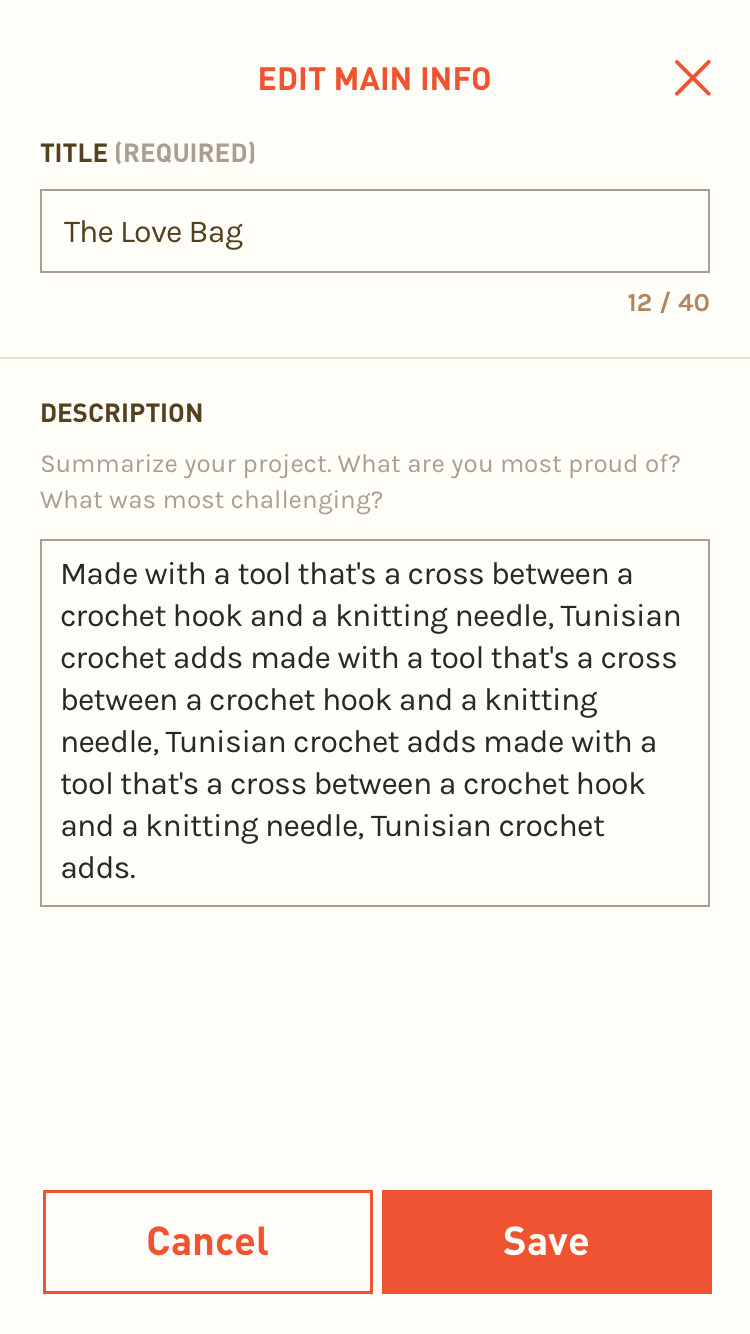 EDIT MAIN INFO
TITLE (REQUIRED)
The Love Bag
12 / 40
DESCRIPTION
Summarize your project. What are you most proud of?
What was most challenging?
Made with a tool that's a cross between a
crochet hook and a knitting needle, Tunisian
crochet adds made with a tool that's a cross
between a crochet hook and a knitting
needle, Tunisian crochet adds made with a
tool that's a cross between a crochet hook
and a knitting needle, Tunisian crochet
adds.
Cancel
Save